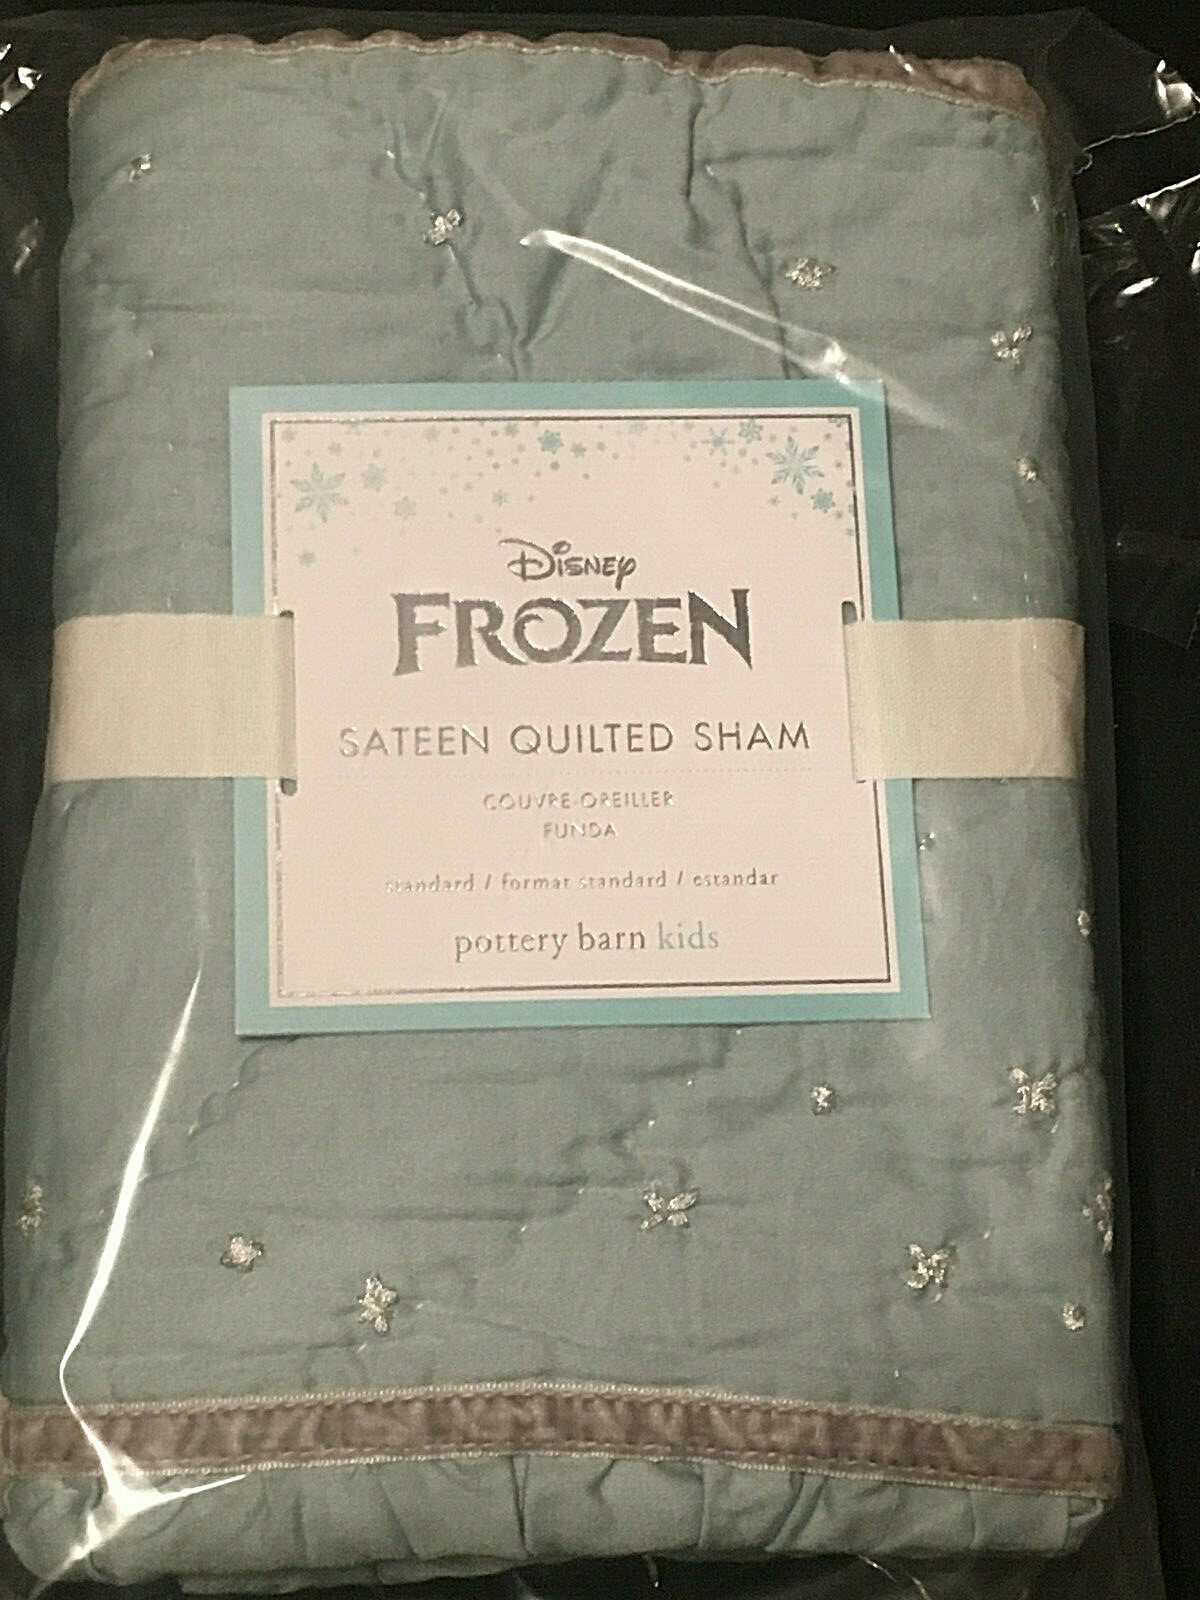 Disney
FROZEN
SATEEN QUILTED SHAM
COUVRE-OREILLER
FUNDA
standard / format standard / estandar
pottery barn kids